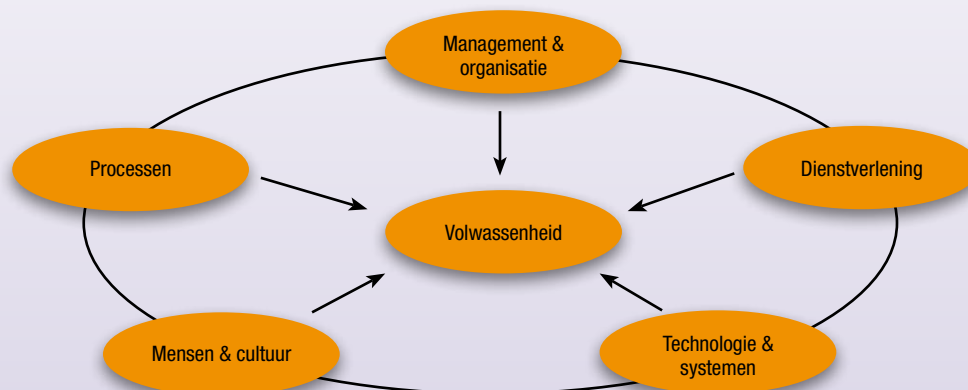 Management &
organisatie
Processen
Dienstverlening
Volwassenheid
Mensen & cultuur
Technologie &
systemen